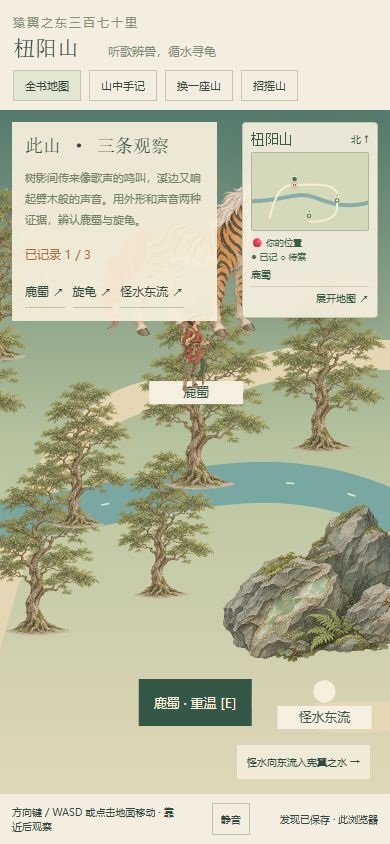 猨翼之东三百七十里
杻阳山
听歌辨兽，循水寻龟
全书地图
山中手记
换一座山
招摇山
此山 • 三条观察
树影间传来像歌声的鸣叫，溪边又响
起劈木般的声音。用外形和声音两种
证据，辨认鹿蜀与旋龟。
已记录 1 / 3
鹿蜀 ↗ 旋龟 ↗ 怪水东流 ↗
杻阳山 北↑
你的位置
已记 ○ 待察
鹿蜀
展开地图 ↗
鹿蜀
鹿蜀 · 重温 [E]
怪水东流
怪水向东流入宪翼之水 →
方向键 / WASD 或点击地面移动 · 靠
近后观察
静音
发现已保存 · 此浏览器